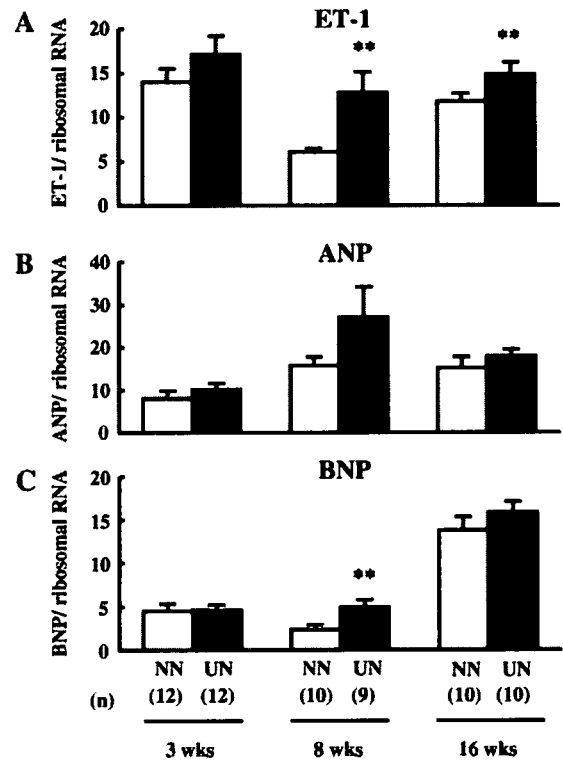 A
ET-1
ET-1/ ribosomal RNA
20
15
10
5
0
**
**
B
ANP
ANP/ ribosomal RNA
40
30
20
10
0
C
BNP
BNP/ ribosomal RNA
20
15
10
5
0
**
NN UN NN UN NN UN
(n) (12) (12) (10) (9) (10) (10)
3 wks 8 wks 16 wks